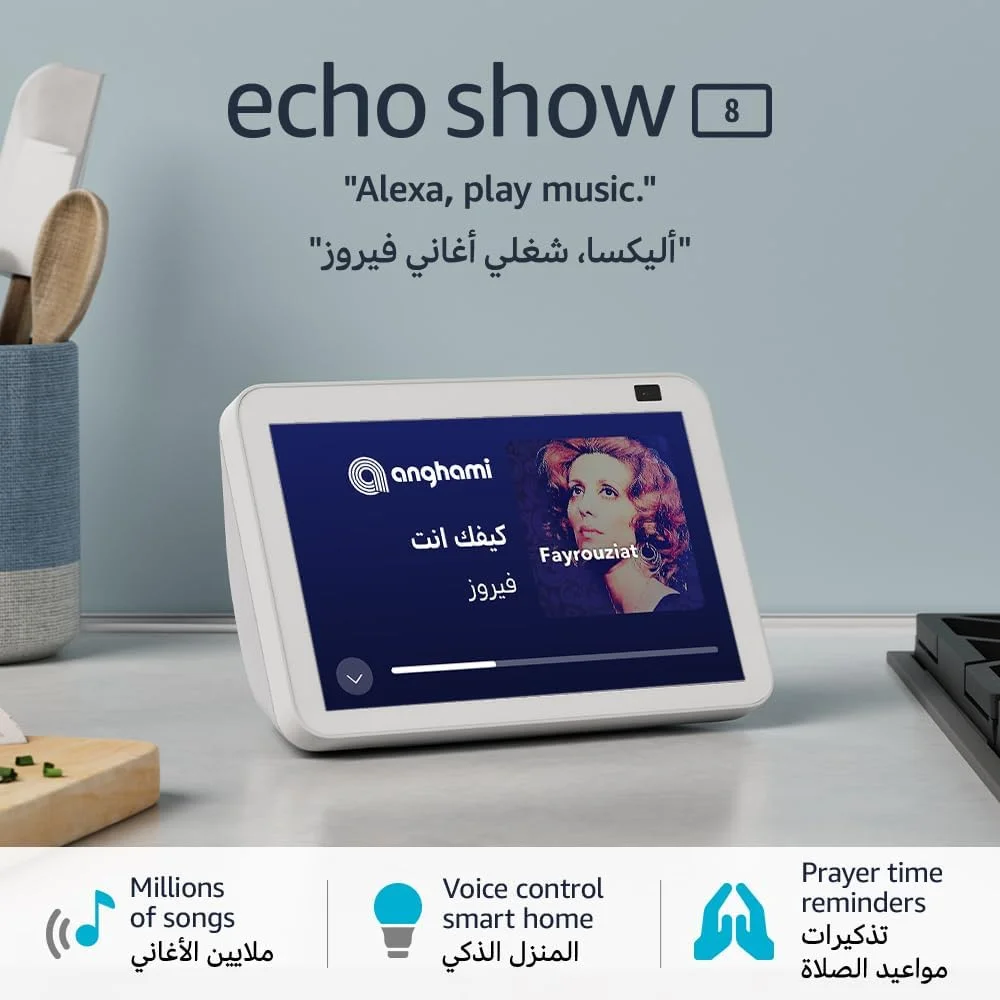 echo show 8
"Alexa, play music."
"أليكسا، شغلي أغاني فيروز"
anghami
كيفك انت
فيروز
Fayrouziat
Millions
of songs
ملايين الأغاني
Voice control
smart home
المنزل الذكي
Prayer time
reminders
تذكيرات
مواعيد الصلاة